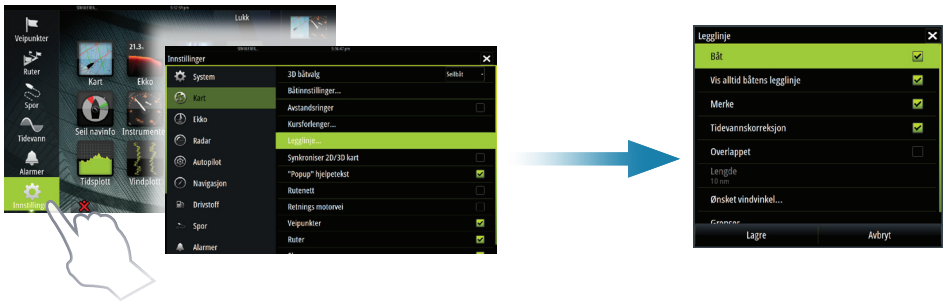 Lukk
Veipunkter
Ruter
Spor
Tidevann
Alarmer
Innstillinger
21.3
Kart
Ekko
Seil navinfo
Instrumente
Tidsplott
Vindplott
Innstillinger
System
Kart
Ekko
Radar
Autopilot
Navigasjon
Drivstoff
Spor
Alarmer
3D båtvalg
Seilbåt
Båtinnstillinger...
Avstandsringer
Kursforlenger...
Legglinje...
Synkroniser 2D/3D kart
"Popup" hjelpetekst
Rutenett
Retnings motorvei
Veipunkter
Ruter
Legglinje
Båt
Vis alltid båtens legglinje
Merke
Tidevannskorreksjon
Overlappet
Lengde
10 nm
Ønsket vindvinkel...
Grenser
Lagre
Avbryt